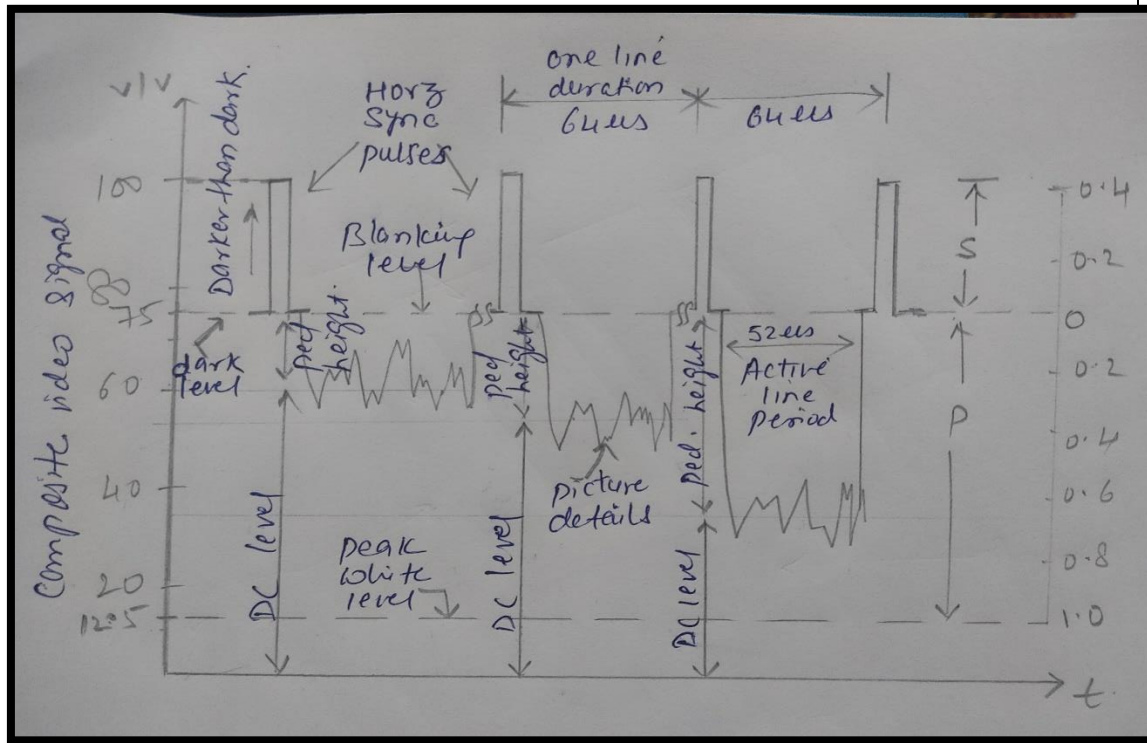 one line
duration
64us
64us
V/V
Horz
Sync
pulses
Darker than dark.
100
80
75
60
40
20
12.5
Composite video signal
Blanking
level
dark
level
ped
height.
ped
height
Ped. height
52us
Active
line
Period
picture
details
Peak
white
level
DC level
DC level
DC level
S
P
0.4
0.2
0
0.2
0.4
0.6
0.8
1.0
t